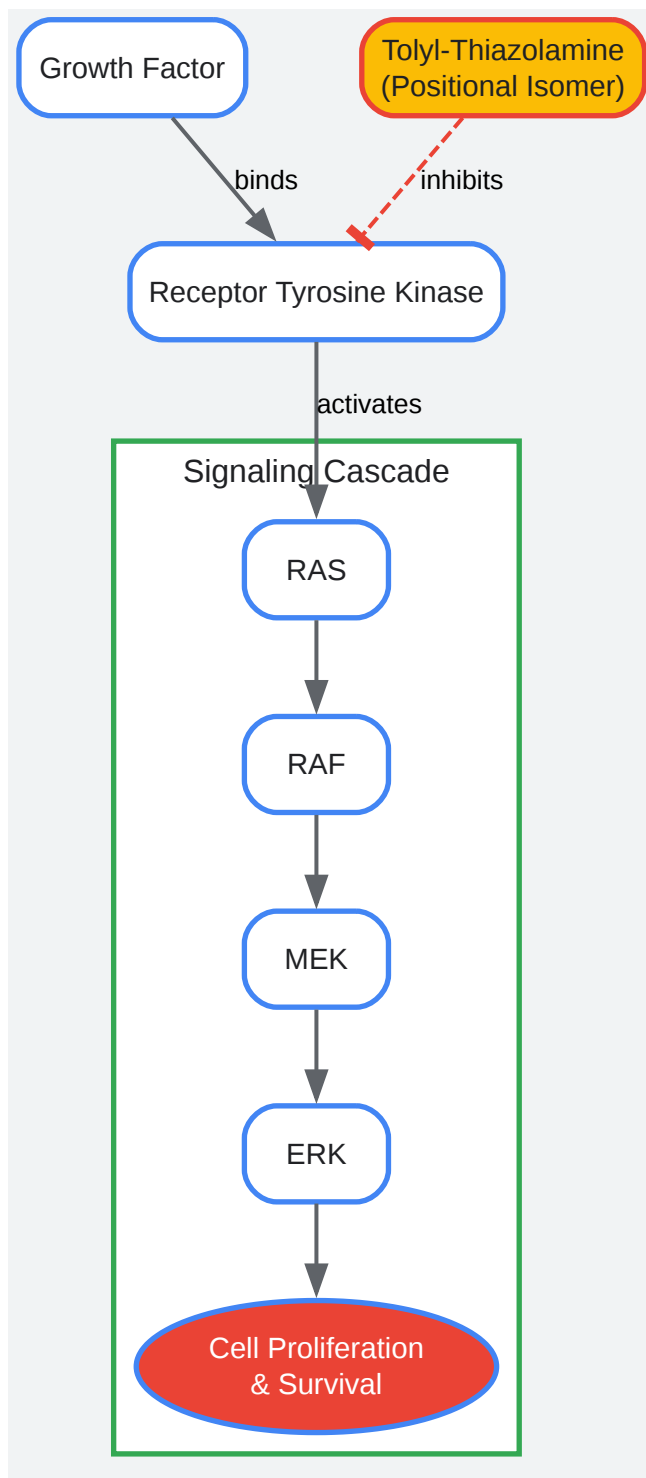 Growth Factor
Tolyl-Thiazolamine
(Positional Isomer)
binds
inhibits
Receptor Tyrosine Kinase
activates
Signaling Cascade
RAS
RAF
MEK
ERK
Cell Proliferation
& Survival